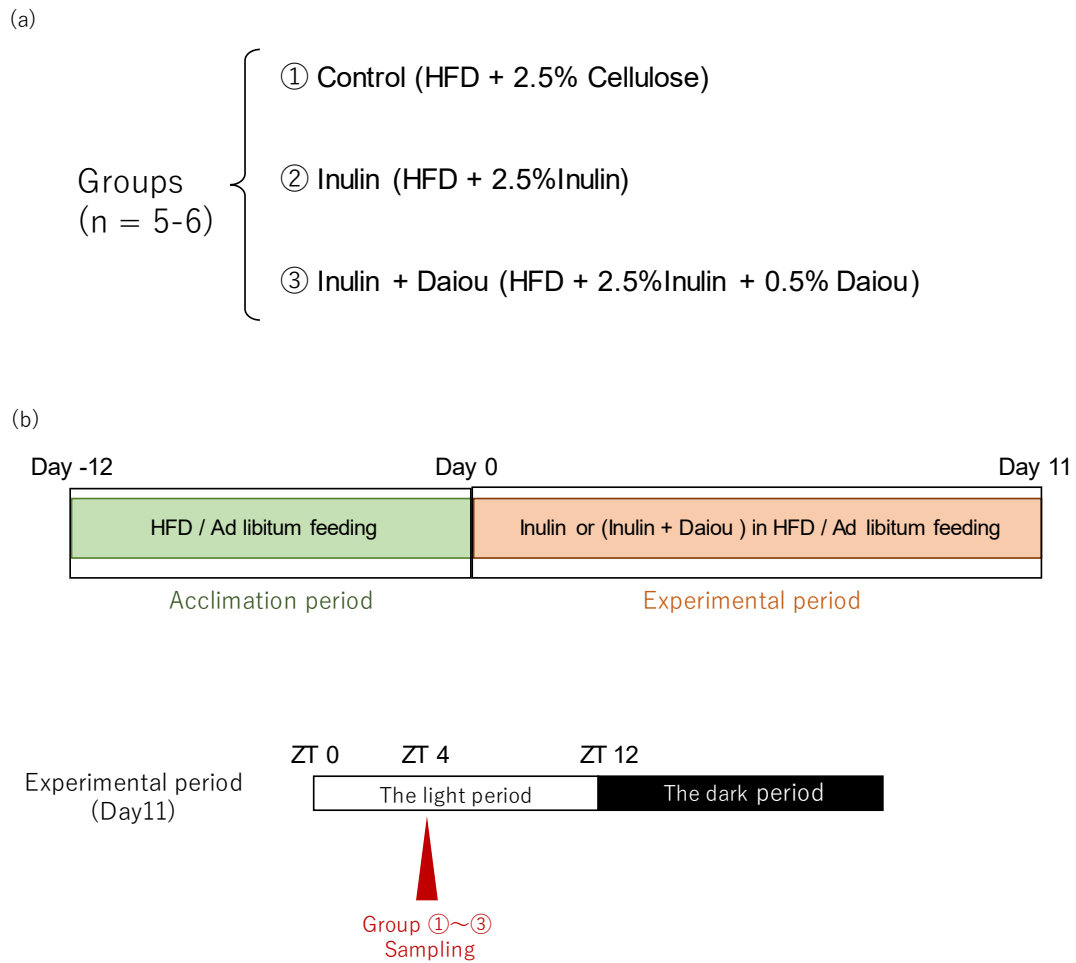 (a)
① Control (HFD + 2.5% Cellulose)
② Inulin (HFD + 2.5%Inulin)
Groups
(n = 5-6)
③ Inulin + Daiou (HFD + 2.5%Inulin + 0.5% Daiou)
(b)
Day -12 Day 0 Day 11
HFD / Ad libitum feeding Inulin or (Inulin + Daiou ) in HFD / Ad libitum feeding
Acclimation period Experimental period
ZT 0 ZT 4 ZT 12
Experimental period
(Day11)
The light period The dark period
Group ①～③
Sampling